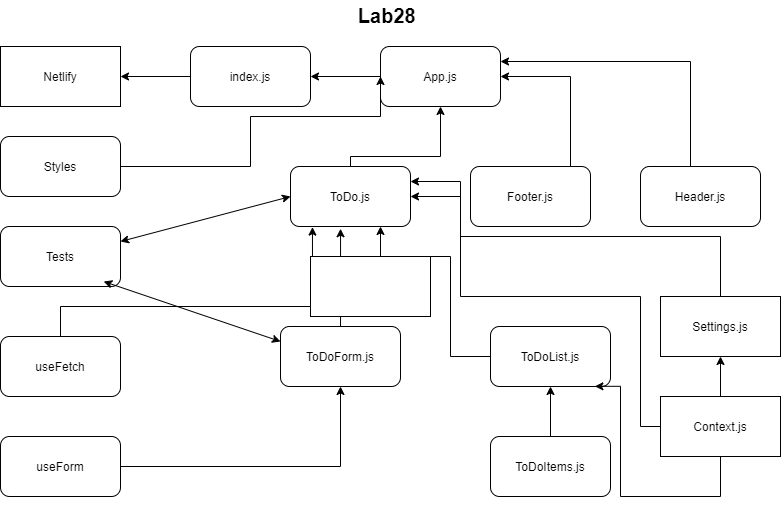 Lab28
Netlify
index.js
App.js
Styles
ToDo.js
Footer.js
Header.js
Tests
Settings.js
useFetch
ToDoForm.js
ToDoList.js
Context.js
useForm
ToDoItems.js